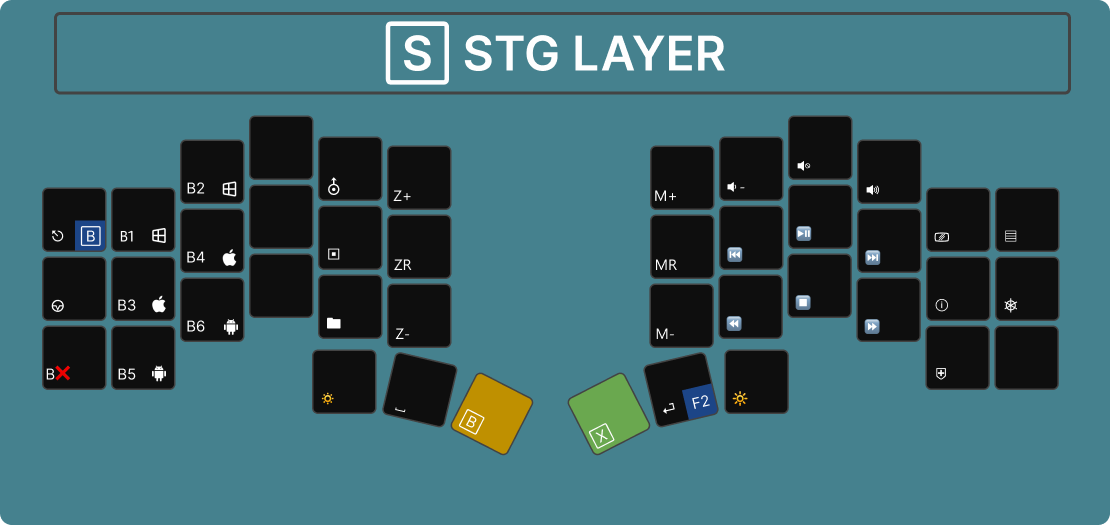 S STG LAYER
B2 Z+ M+
B B1
B4 ZR MR
B3
B6 Z- M-
B❌ B5
F2
B X